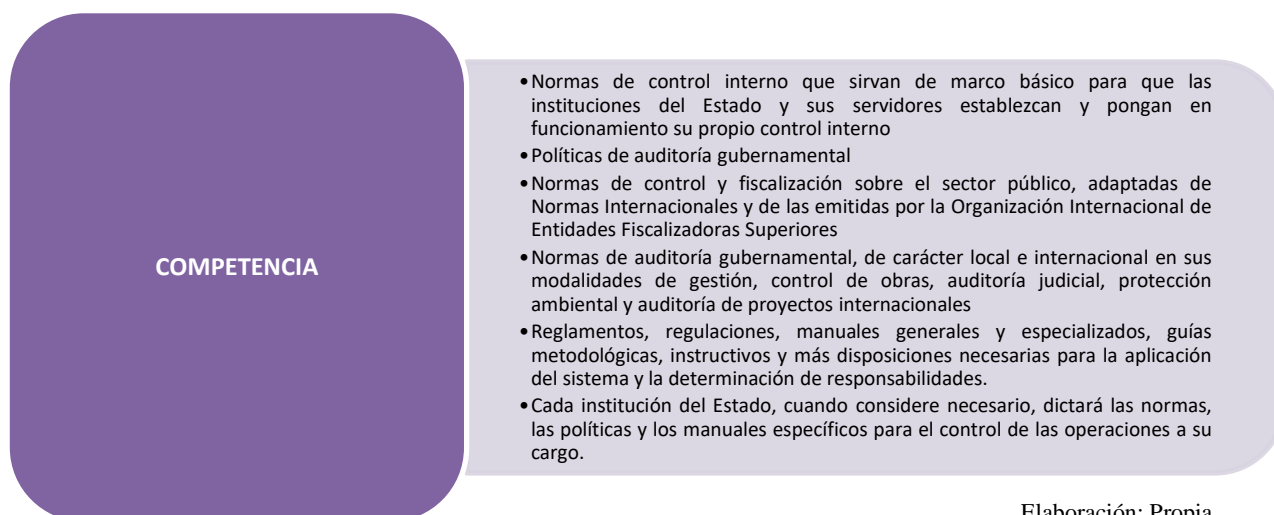 COMPETENCIA
•Normas de control interno que sirvan de marco básico para que las
instituciones del Estado y sus servidores establezcan y pongan en
funcionamiento su propio control interno
•Políticas de auditoría gubernamental
•Normas de control y fiscalización sobre el sector público, adaptadas de
Normas Internacionales y de las emitidas por la Organización Internacional de
Entidades Fiscalizadoras Superiores
•Normas de auditoría gubernamental, de carácter local e internacional en sus
modalidades de gestión, control de obras, auditoría judicial, protección
ambiental y auditoría de proyectos internacionales
•Reglamentos, regulaciones, manuales generales y especializados, guías
metodológicas, instructivos y más disposiciones necesarias para la aplicación
del sistema y la determinación de responsabilidades.
•Cada institución del Estado, cuando considere necesario, dictará las normas,
las políticas y los manuales específicos para el control de las operaciones a su
cargo.
Elaboración: Propia